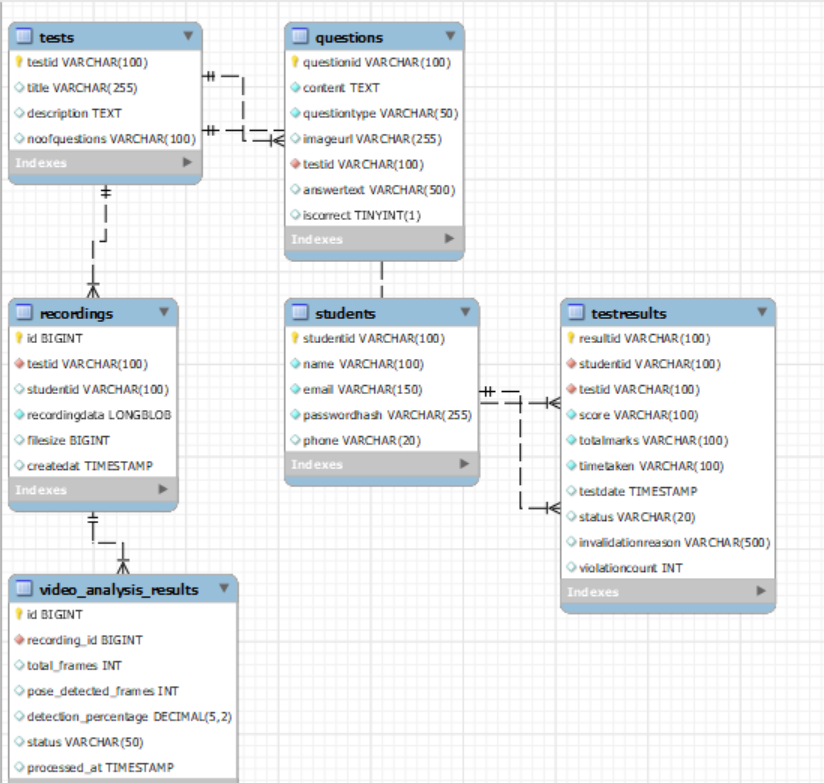 tests
testid VARCHAR(100)
title VARCHAR(255)
description TEXT
noofquestions VARCHAR(100)
Indexes
questions
questionid VARCHAR(100)
content TEXT
questiontype VARCHAR(50)
imageurl VARCHAR(255)
testid VARCHAR(100)
answertext VARCHAR(500)
iscorrect TINYINT(1)
Indexes
recordings
id BIGINT
testid VARCHAR(100)
studentid VARCHAR(100)
recordingdata LONGBLOB
filesize BIGINT
createdat TIMESTAMP
Indexes
students
studentid VARCHAR(100)
name VARCHAR(100)
email VARCHAR(150)
passwordhash VARCHAR(255)
phone VARCHAR(20)
Indexes
testresults
resultid VARCHAR(100)
studentid VARCHAR(100)
testid VARCHAR(100)
score VARCHAR(100)
totalmarks VARCHAR(100)
timetaken VARCHAR(100)
testdate TIMESTAMP
status VARCHAR(20)
invalidationreason VARCHAR(500)
violationcount INT
Indexes
video_analysis_results
id BIGINT
recording_id BIGINT
total_frames INT
pose_detected_frames INT
detection_percentage DECIMAL(5,2)
status VARCHAR(50)
processed_at TIMESTAMP